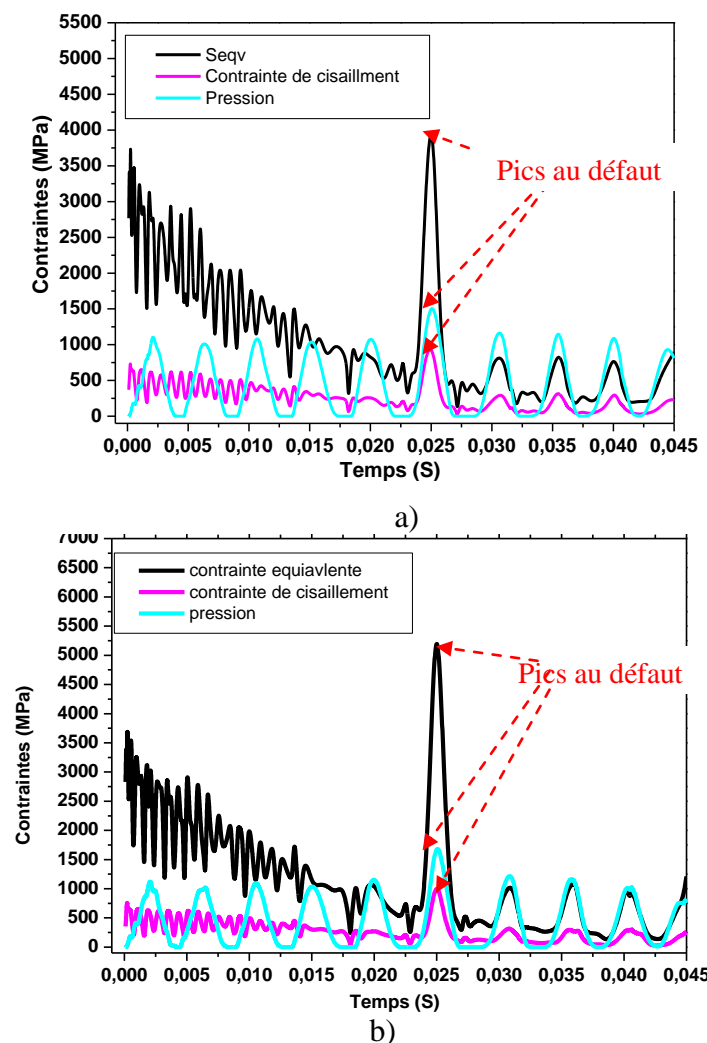 5500
5000
4500
4000
3500
3000
2500
2000
1500
1000
500
0
Contraintes (MPa)
Seqv
Contrainte de cisaillment
Pression
Pics au défaut
0,000 0,005 0,010 0,015 0,020 0,025 0,030 0,035 0,040 0,045
Temps (S)
a)
7000
6500
6000
5500
5000
4500
4000
3500
3000
2500
2000
1500
1000
500
0
Contraintes (MPa)
contrainte equiavlente
contrainte de cisaillement
pression
Pics au défaut
0,000 0,005 0,010 0,015 0,020 0,025 0,030 0,035 0,040 0,045
Temps (S)
b)